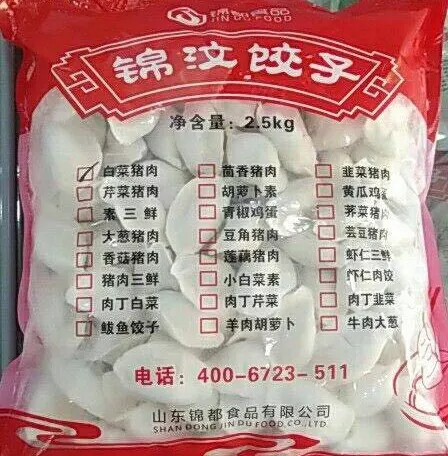 锦都食品
JIN DU FOOD
锦汶饺子
净含量：2.5kg
白菜猪肉 茴香猪肉 韭菜猪肉
芹菜猪肉 胡萝卜素 黄瓜鸡蛋
素三鲜 青椒鸡蛋 荠菜猪肉
大葱猪肉 豆角猪肉 芸豆猪肉
香菇猪肉 莲藕猪肉 虾仁三鲜
猪肉三鲜 小白菜素 虾仁肉饺
肉丁白菜 肉丁芹菜 肉丁韭菜
鲅鱼饺子 羊肉胡萝卜 牛肉大葱
电话：400-6723-511
山东锦都食品有限公司
SHAN DONG JIN DU FOOD CO.,LTD.